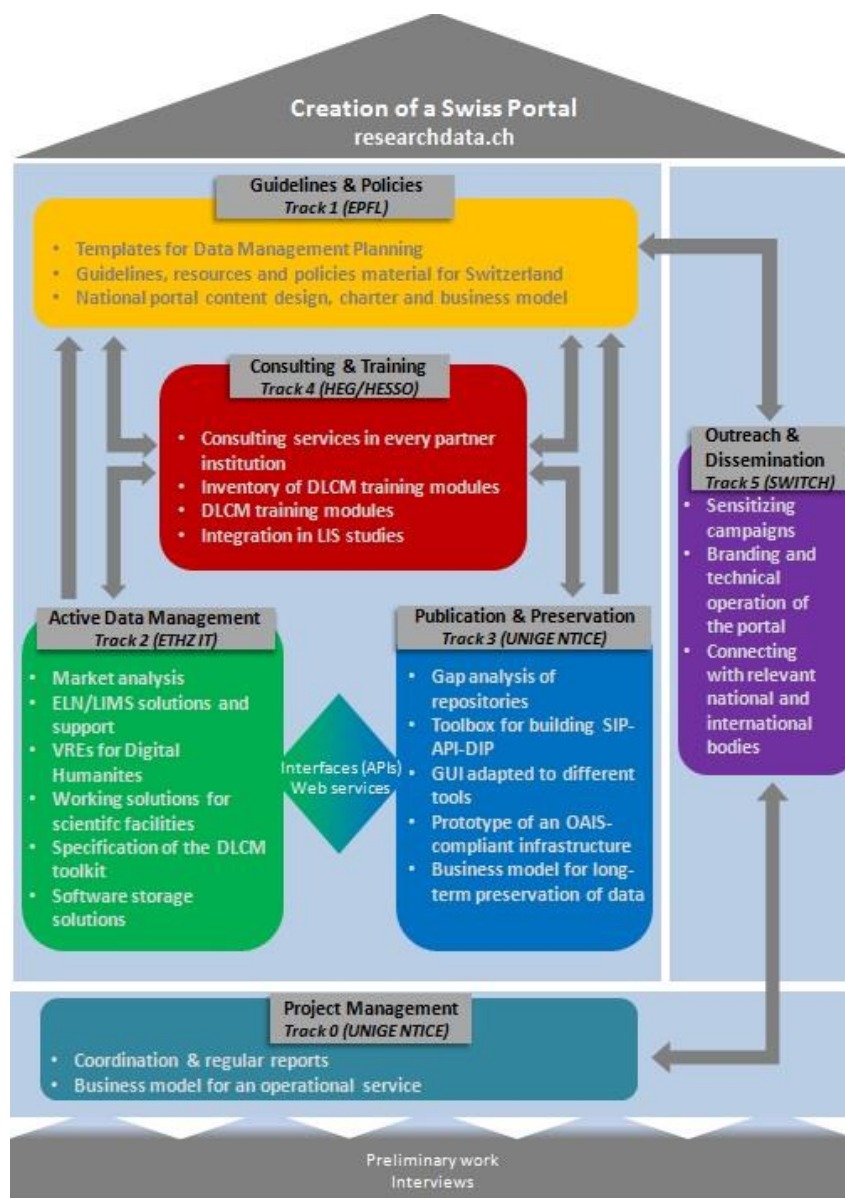 Creation of a Swiss Portal
researchdata.ch
Guidelines & Policies
Track 1 (EPFL)
• Templates for Data Management Planning
• Guidelines, resources and policies material for Switzerland
• National portal content design, charter and business model
Consulting & Training
Track 4 (HEG/HESSO)
• Consulting services in every partner
institution
• Inventory of DLCM training modules
• DLCM training modules
• Integration in LIS studies
Outreach &
Dissemination
Track 5 (SWITCH)
• Sensitizing
campaigns
• Branding and
technical
operation of
the portal
• Connecting
with relevant
national and
international
bodies
Active Data Management
Track 2 (ETHZ IT)
• Market analysis
• ELN/LIMS solutions and
support
• VREs for Digital
Humanites
• Working solutions for
scientifc facilities
• Specification of the DLCM
toolkit
• Software storage
solutions
Interfaces (APIs)
Web services
Publication & Preservation
Track 3 (UNIGE NTICE)
• Gap analysis of
repositories
• Toolbox for building SIP-
API-DIP
• GUI adapted to different
tools
• Prototype of an OAIS-
compliant infrastructure
• Business model for long-
term preservation of data
Project Management
Track 0 (UNIGE NTICE)
• Coordination & regular reports
• Business model for an operational service
Preliminary work
Interviews